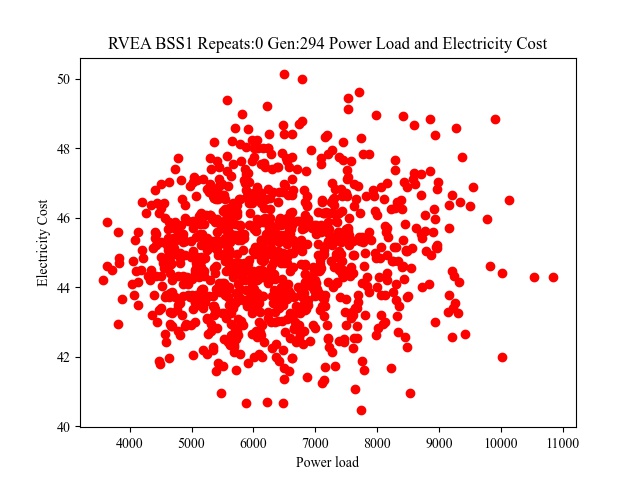 RVEA BSS1 Repeats:0 Gen:294 Power Load and Electricity Cost
50
48
46
44
42
40
Electricity Cost
4000 5000 6000 7000 8000 9000 10000 11000
Power load